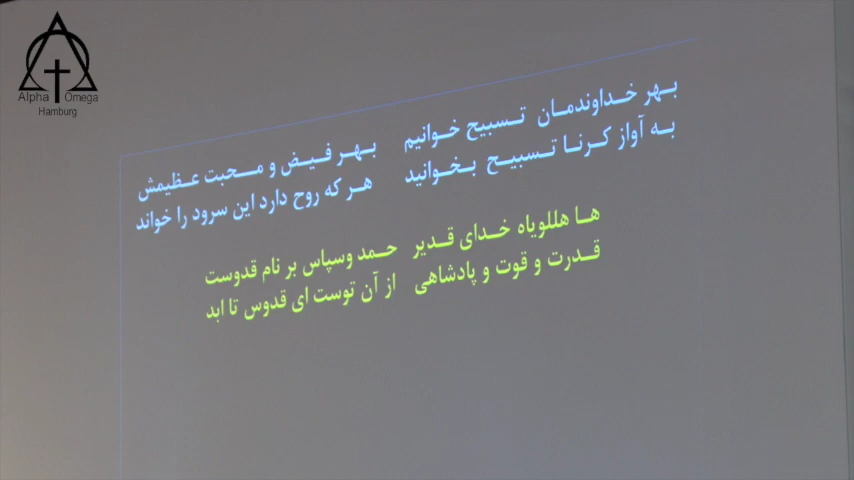 Alpha Omega
Hamburg
بهر خداوندمان تسبیح خوانیم بهر فیض و محبت عظیمش
به آواز کرنا تسبیح بخوانید هر که روح دارد این سرود را خواند
ها هللویاه خدای قدیر حمد وسپاس بر نام قدوست
قدرت و قوت و پادشاهی از آن توست ای قدوس تا ابد